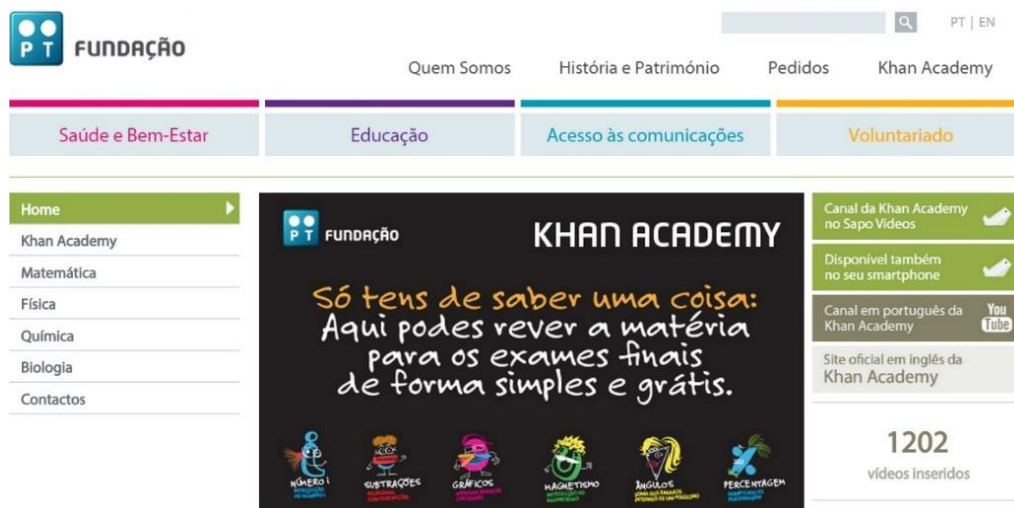 PT FUNDAÇÃO
PT | EN
Quem Somos História e Património Pedidos Khan Academy
Saúde e Bem-Estar Educação Acesso às comunicações Voluntariado
Home
Khan Academy
Matemática
Física
Química
Biologia
Contactos
PT FUNDAÇÃO
KHAN ACADEMY
Só tens de saber uma coisa:
Aqui podes rever a matéria
para os exames finais
de forma simples e grátis.
NÚMERO i
SUBTRAÇÕES
GRÁFICOS
MAGNETISMO
ÂNGULOS
PERCENTAGEM
Canal da Khan Academy
no Sapo Videos
Disponível também
no seu smartphone
Canal em português da
Khan Academy
You
Tube
Site oficial em inglês da
Khan Academy
1202
vídeos inseridos